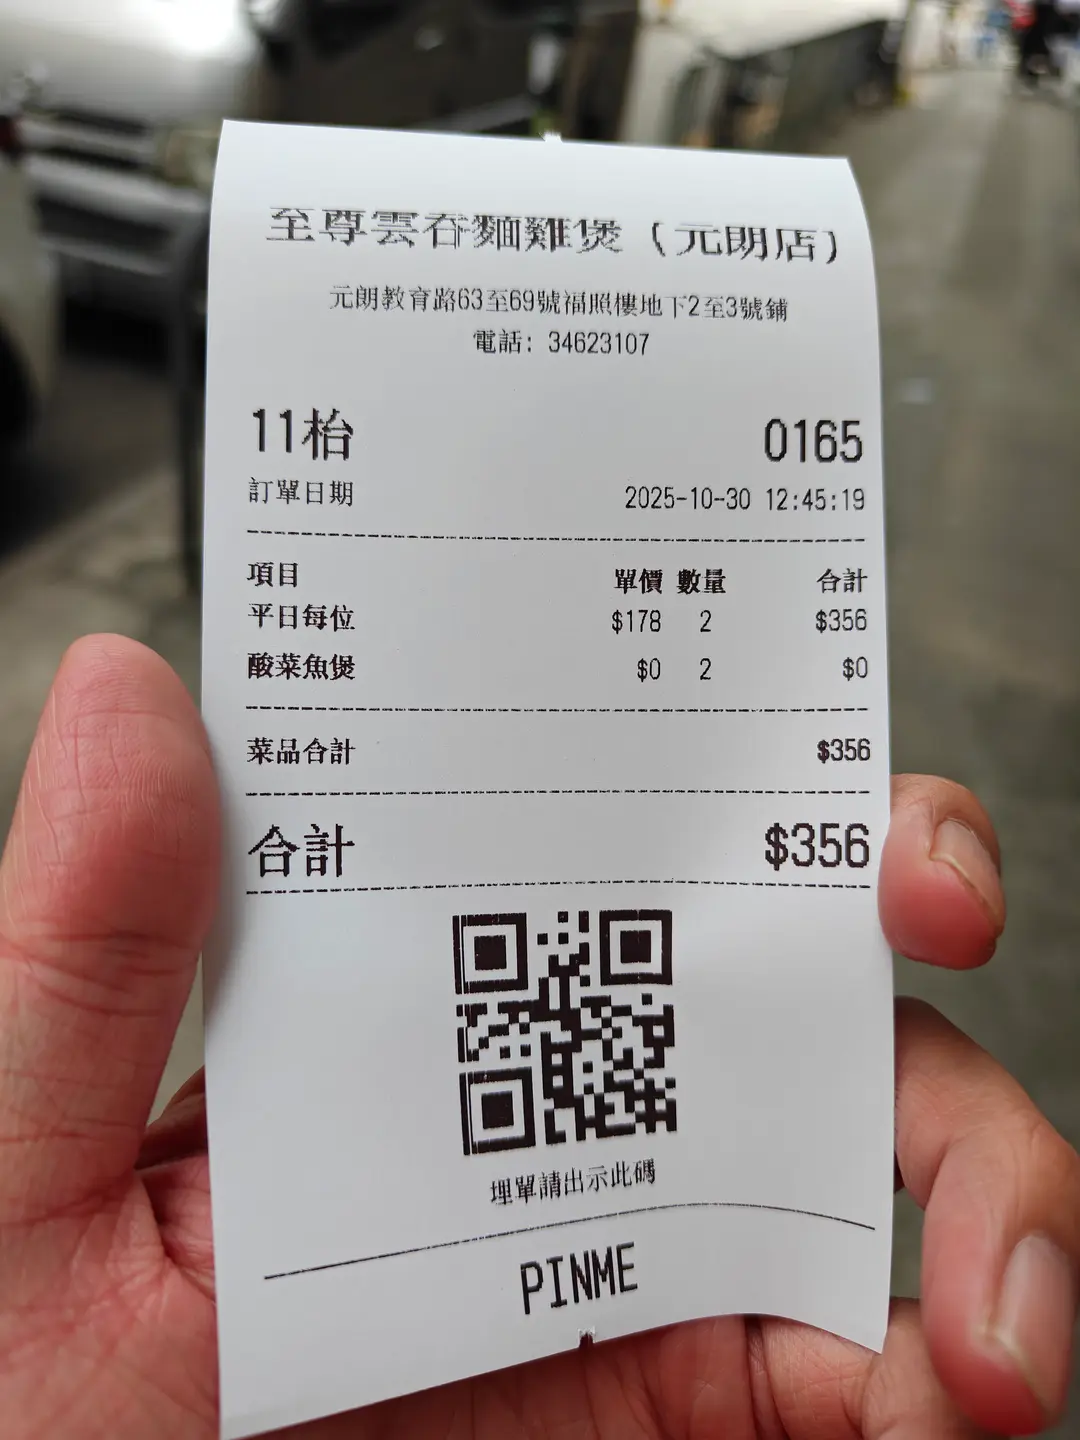 至尊雲吞麵雞煲（元朗店）
元朗教育路63至69號福照樓地下2至3號鋪
電話: 34623107
11枱 0165
訂單日期 2025-10-30 12:45:19
項目 單價 數量 合計
平日每位 $178 2 $356
酸菜魚煲 $0 2 $0
菜品合計 $356
合計 $356
埋單請出示此碼
PINME